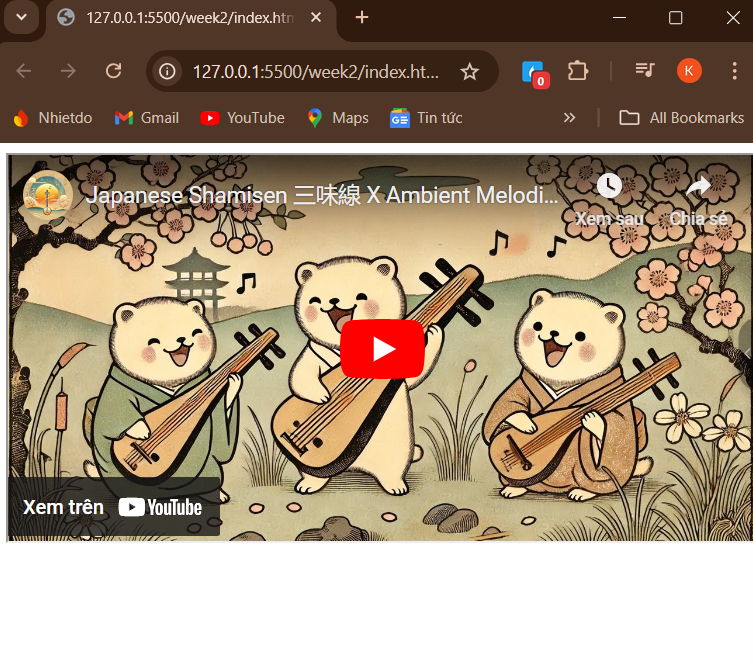 127.0.0.1:5500/week2/index.htm
127.0.0.1:5500/week2/index.ht...
0
K
Nhietdo
Gmail
YouTube
Maps
GE
Tin tức
»
All Bookmarks
Japanese Shamisen 三味線 X Ambient Melodi...
Xem sau
Chia sẻ
Xem trên YouTube